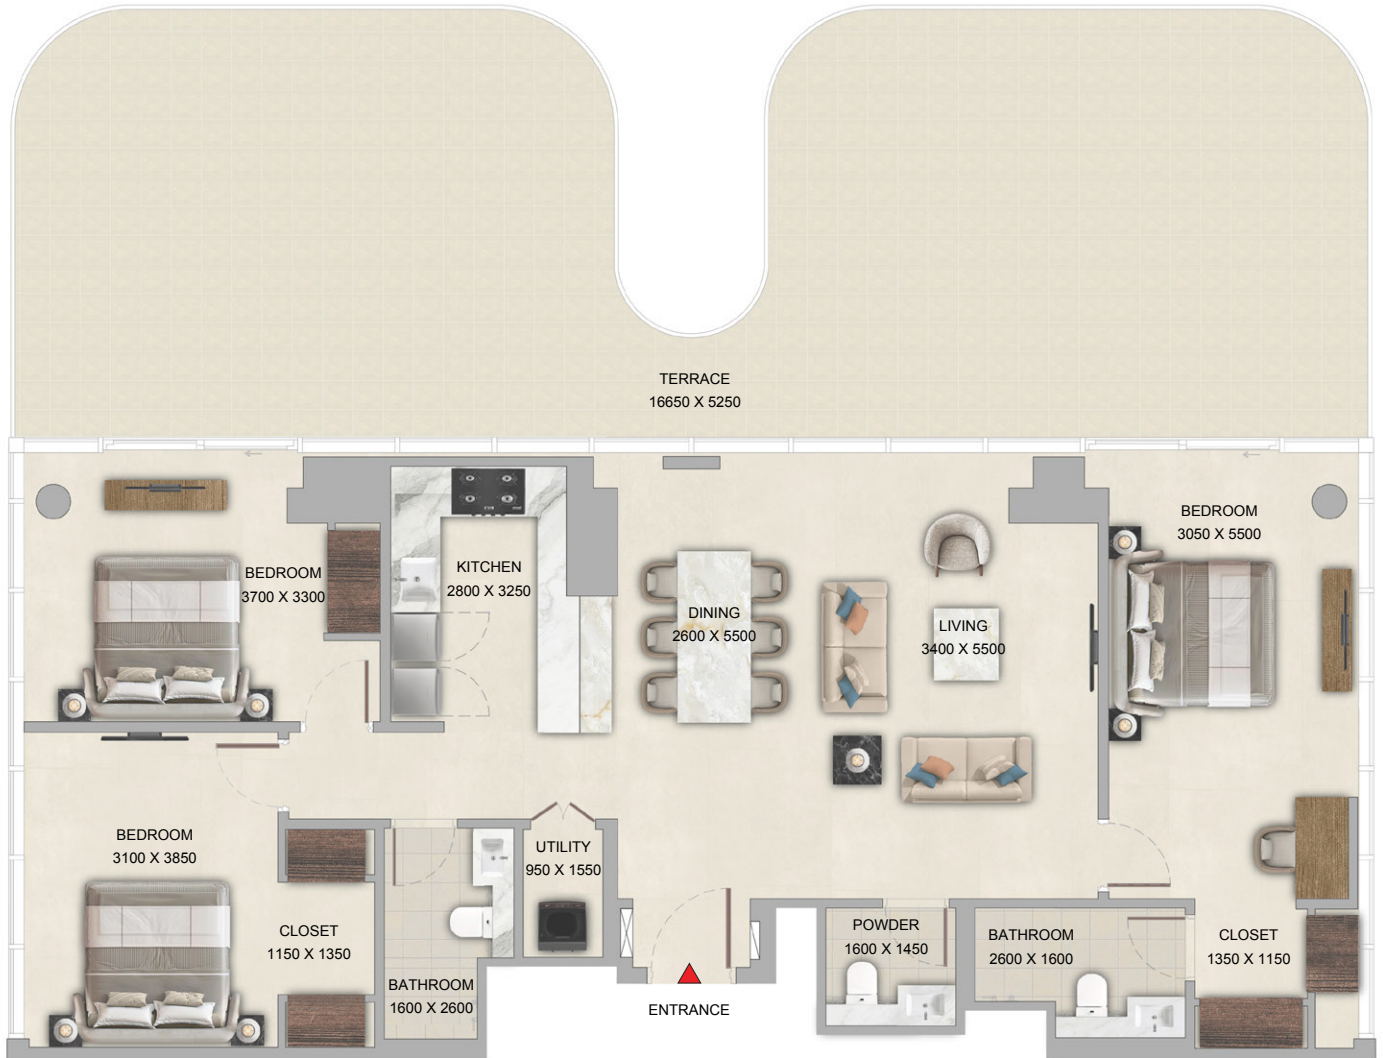 TERRACE
16650 X 5250
BEDROOM
3700 X 3300
KITCHEN
2800 X 3250
DINING
2600 X 5500
LIVING
3400 X 5500
BEDROOM
3050 X 5500
BEDROOM
3100 X 3850
CLOSET
1150 X 1350
BATHROOM
1600 X 2600
UTILITY
950 X 1550
ENTRANCE
POWDER
1600 X 1450
BATHROOM
2600 X 1600
CLOSET
1350 X 1150